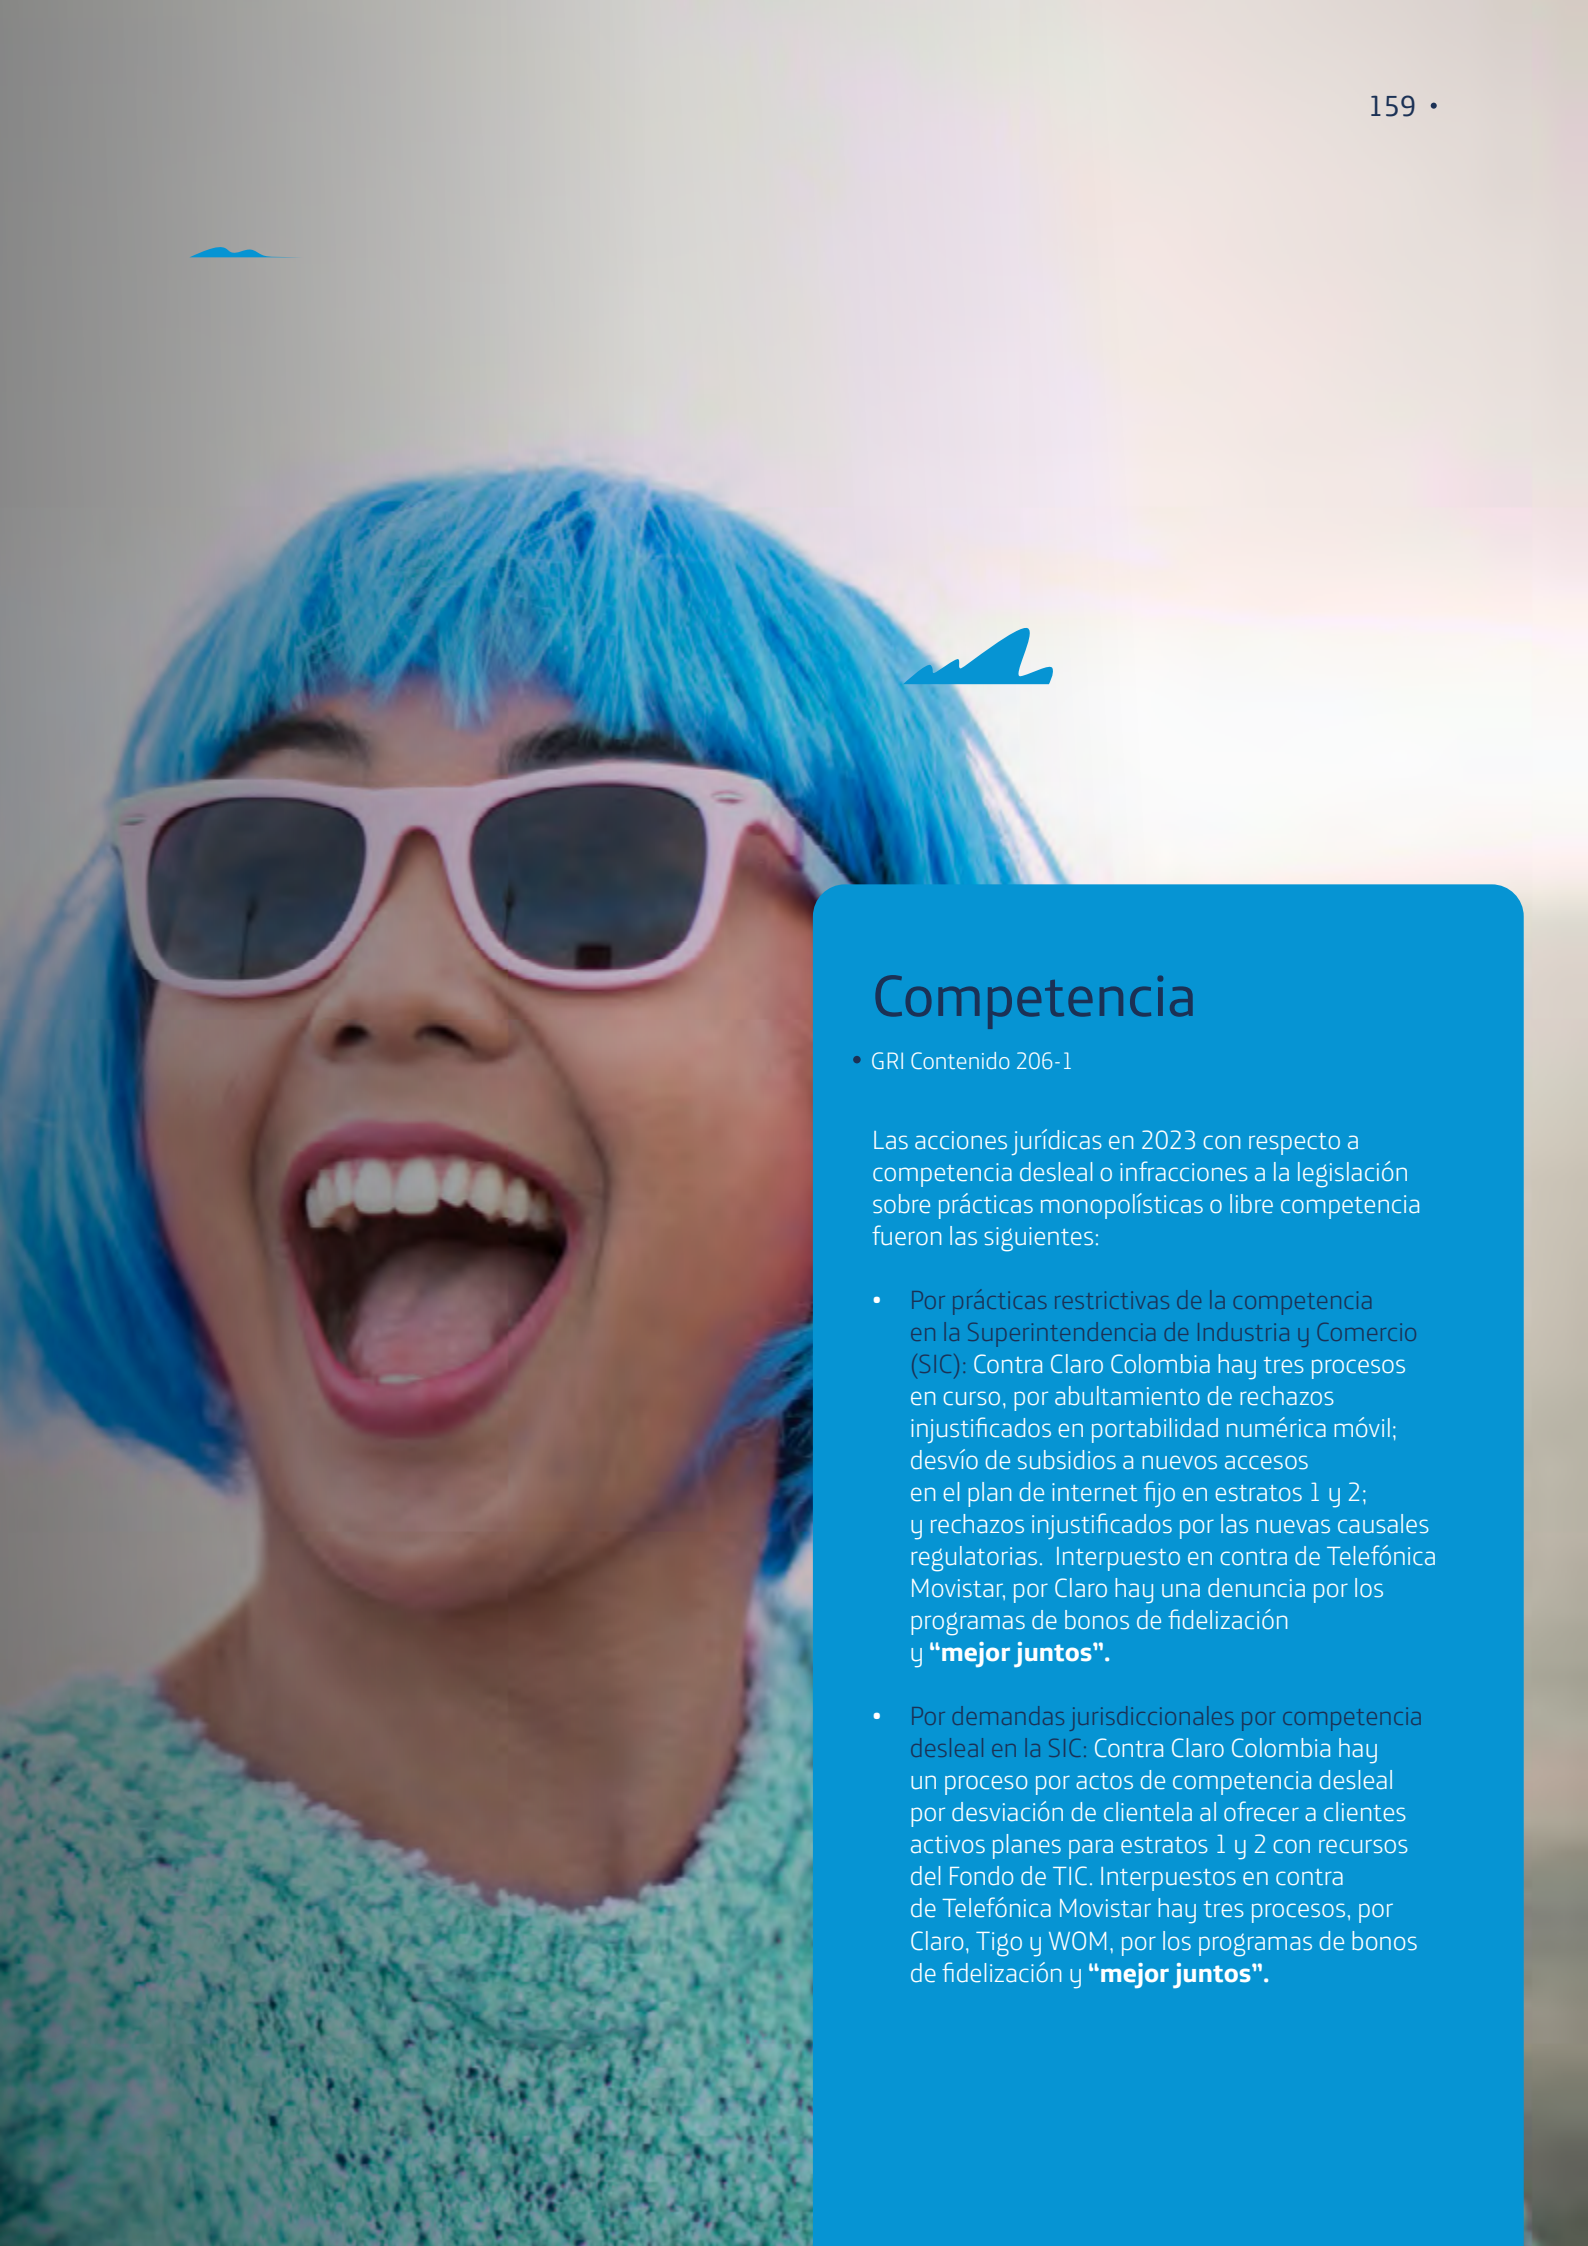 159 •
Competencia
• GRI Contenido 206-1
Las acciones jurídicas en 2023 con respecto a
competencia desleal o infracciones a la legislación
sobre prácticas monopolísticas o libre competencia
fueron las siguientes:
• Por prácticas restrictivas de la competencia
en la Superintendencia de Industria y Comercio
(SIC): Contra Claro Colombia hay tres procesos
en curso, por abultamiento de rechazos
injustificados en portabilidad numérica móvil;
desvío de subsidios a nuevos accesos
en el plan de internet fijo en estratos 1 y 2;
y rechazos injustificados por las nuevas causales
regulatorias. Interpuesto en contra de Telefónica
Movistar, por Claro hay una denuncia por los
programas de bonos de fidelización
y “mejor juntos”.
• Por demandas jurisdiccionales por competencia
desleal en la SIC: Contra Claro Colombia hay
un proceso por actos de competencia desleal
por desviación de clientela al ofrecer a clientes
activos planes para estratos 1 y 2 con recursos
del Fondo de TIC. Interpuestos en contra
de Telefónica Movistar hay tres procesos, por
Claro, Tigo y WOM, por los programas de bonos
de fidelización y “mejor juntos”.